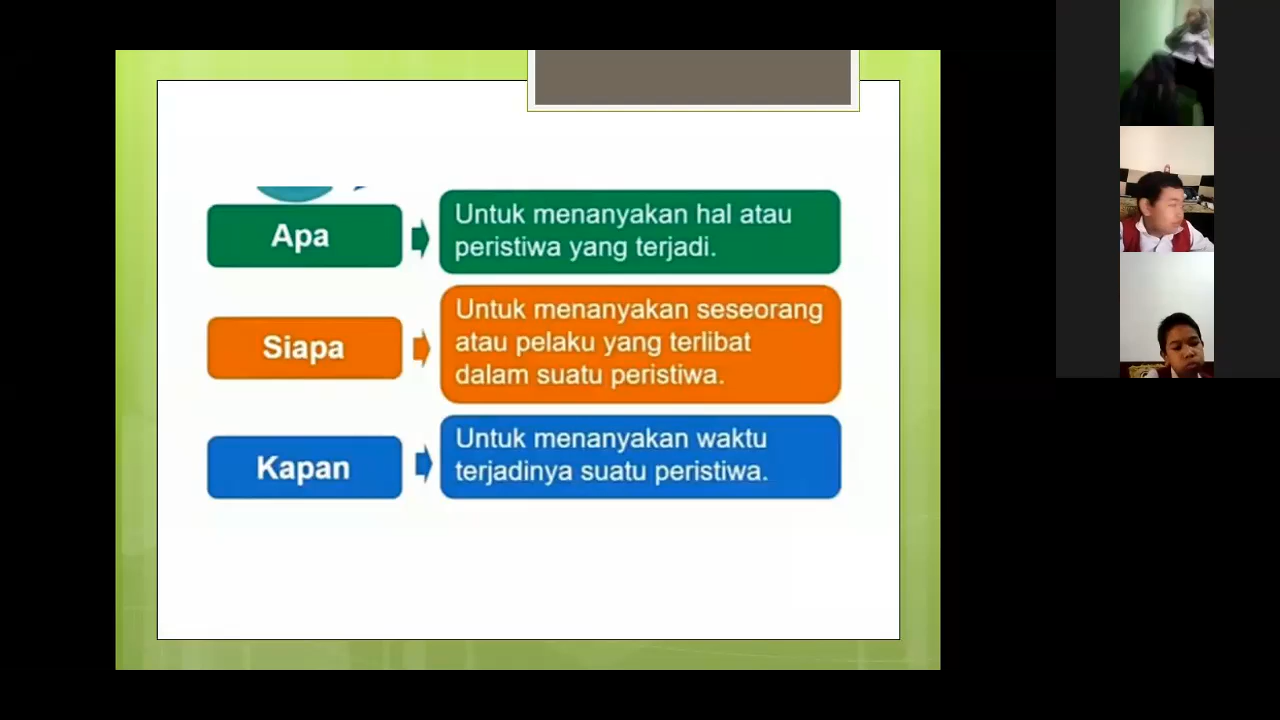 Apa
Untuk menanyakan hal atau
peristiwa yang terjadi.
Siapa
Untuk menanyakan seseorang
atau pelaku yang terlibat
dalam suatu peristiwa.
Kapan
Untuk menanyakan waktu
terjadinya suatu peristiwa.